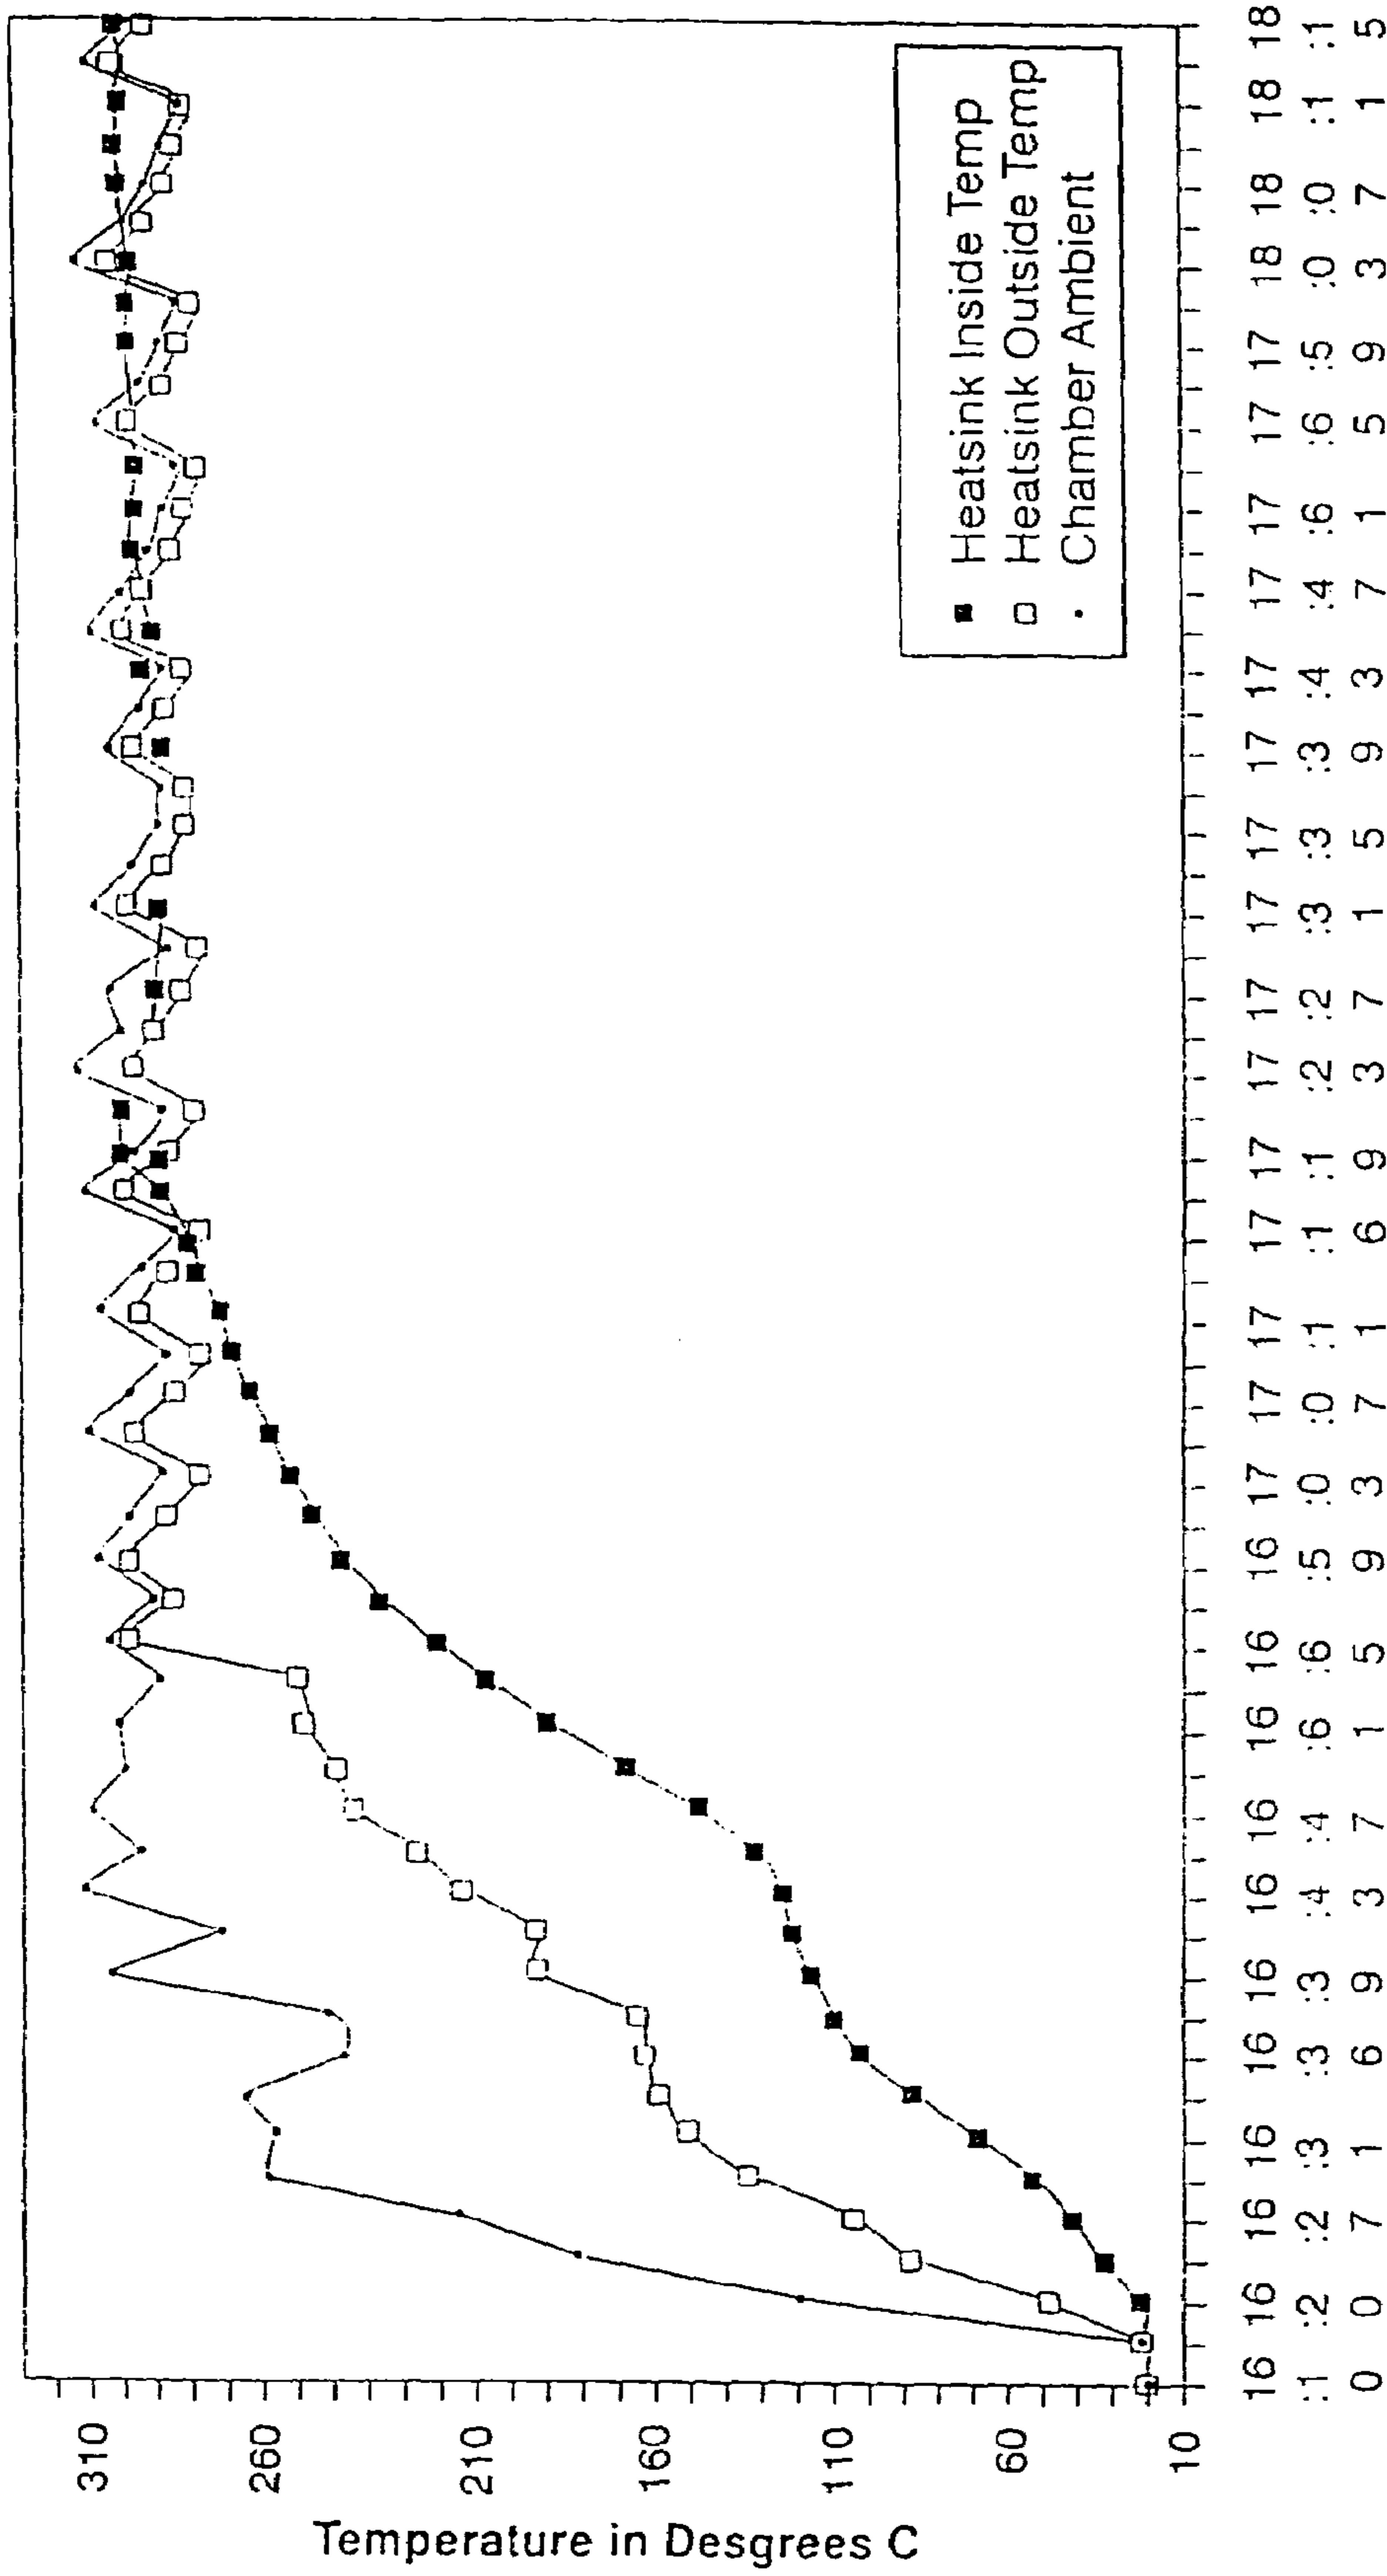 Temperature in Desgrees C
310
260
210
160
110
60
10
Heatsink Inside Temp
Heatsink Outside Temp
Chamber Ambient
16 16 16 16 16 16 16 16 16 16 16 17 17 17 17 17 17 17 17 17 17 17 17 17 17 17 18 18 18 18
:1 :2 :2 :3 :3 :3 :4 :4 :6 :6 :5 :0 :0 :1 :1 :1 :2 :2 :3 :3 :3 :4 :4 :6 :6 :5 :0 :0 :1 :1
0 0 7 1 6 9 3 7 1 5 9 3 7 1 6 9 3 7 1 5 9 3 7 1 5 9 3 7 1 5